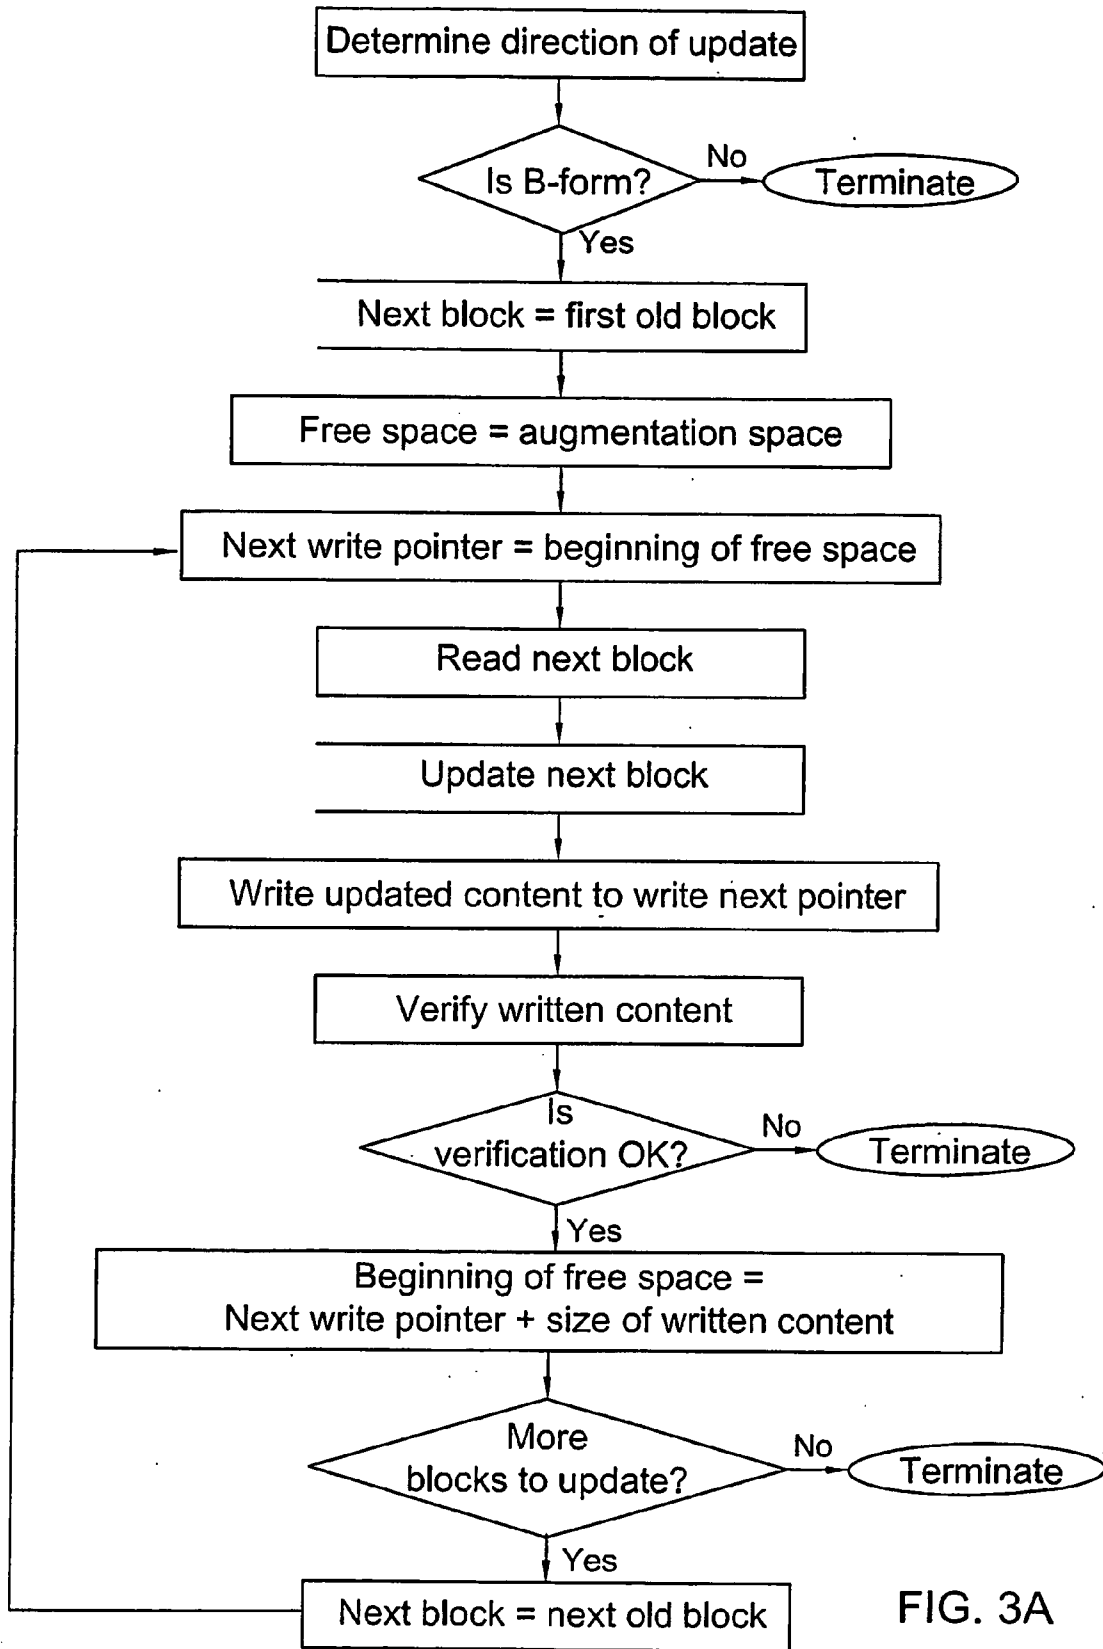 Determine direction of update
Is B-form?
No
Terminate
Yes
Next block = first old block
Free space = augmentation space
Next write pointer = beginning of free space
Read next block
Update next block
Write updated content to write next pointer
Verify written content
Is
verification OK?
No
Terminate
Yes
Beginning of free space =
Next write pointer + size of written content
More
blocks to update?
No
Terminate
Yes
Next block = next old block
FIG. 3A